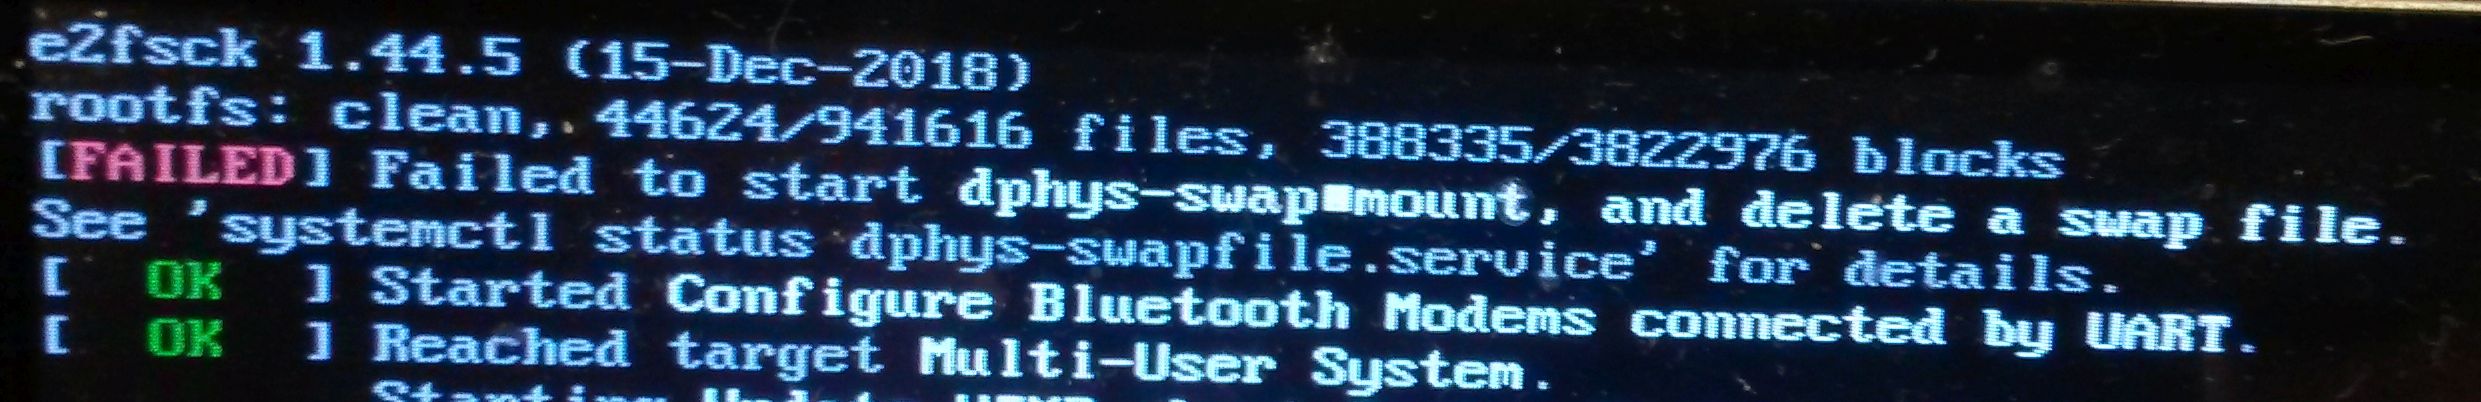 e2fsck 1.44.5 (15-Dec-2018)
rootfs: clean, 44624/941616 files, 388335/3822976 blocks
[FAILED] Failed to start dphys-swap■mount, and delete a swap file.
See 'systemctl status dphys-swapfile.service' for details.
[  OK  ] Started Configure Bluetooth Modems connected by UART.
[  OK  ] Reached target Multi-User System.
Starting